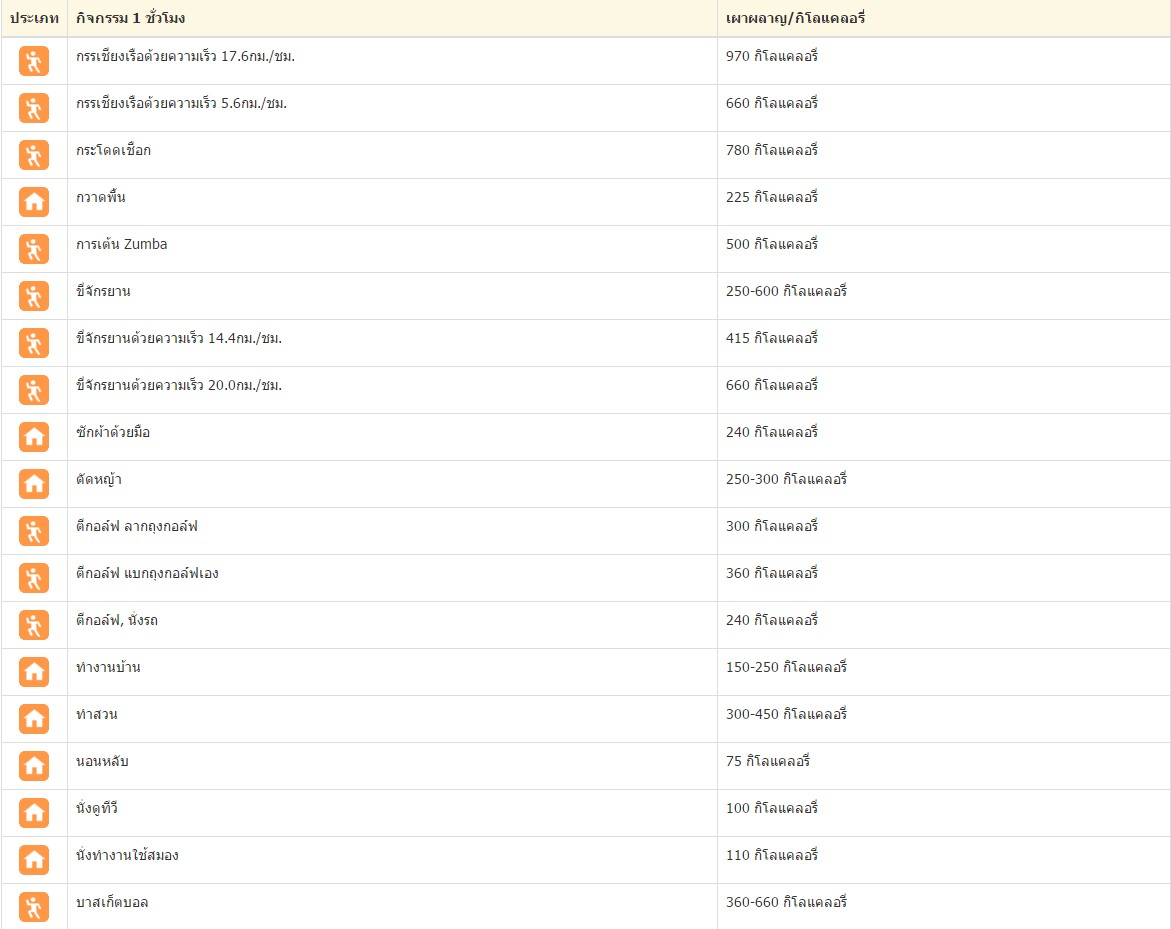 ประเภท กิจกรรม 1 ชั่วโมง เผาผลาญ/กิโลแคลอรี่
กรรเชียงเรือด้วยความเร็ว 17.6กม./ชม. 970 กิโลแคลอรี่
กรรเชียงเรือด้วยความเร็ว 5.6กม./ชม. 660 กิโลแคลอรี่
กระโดดเชือก 780 กิโลแคลอรี่
กวาดพื้น 225 กิโลแคลอรี่
การเต้น Zumba 500 กิโลแคลอรี่
ขี่จักรยาน 250-600 กิโลแคลอรี่
ขี่จักรยานด้วยความเร็ว 14.4กม./ชม. 415 กิโลแคลอรี่
ขี่จักรยานด้วยความเร็ว 20.0กม./ชม. 660 กิโลแคลอรี่
ซักผ้าด้วยมือ 240 กิโลแคลอรี่
ตัดหญ้า 250-300 กิโลแคลอรี่
ตีกอล์ฟ ลากถุงกอล์ฟ 300 กิโลแคลอรี่
ตีกอล์ฟ แบกถุงกอล์ฟเอง 360 กิโลแคลอรี่
ตีกอล์ฟ, นั่งรถ 240 กิโลแคลอรี่
ทำงานบ้าน 150-250 กิโลแคลอรี่
ทำสวน 300-450 กิโลแคลอรี่
นอนหลับ 75 กิโลแคลอรี่
นั่งดูทีวี 100 กิโลแคลอรี่
นั่งทำงานใช้สมอง 110 กิโลแคลอรี่
บาสเก็ตบอล 360-660 กิโลแคลอรี่